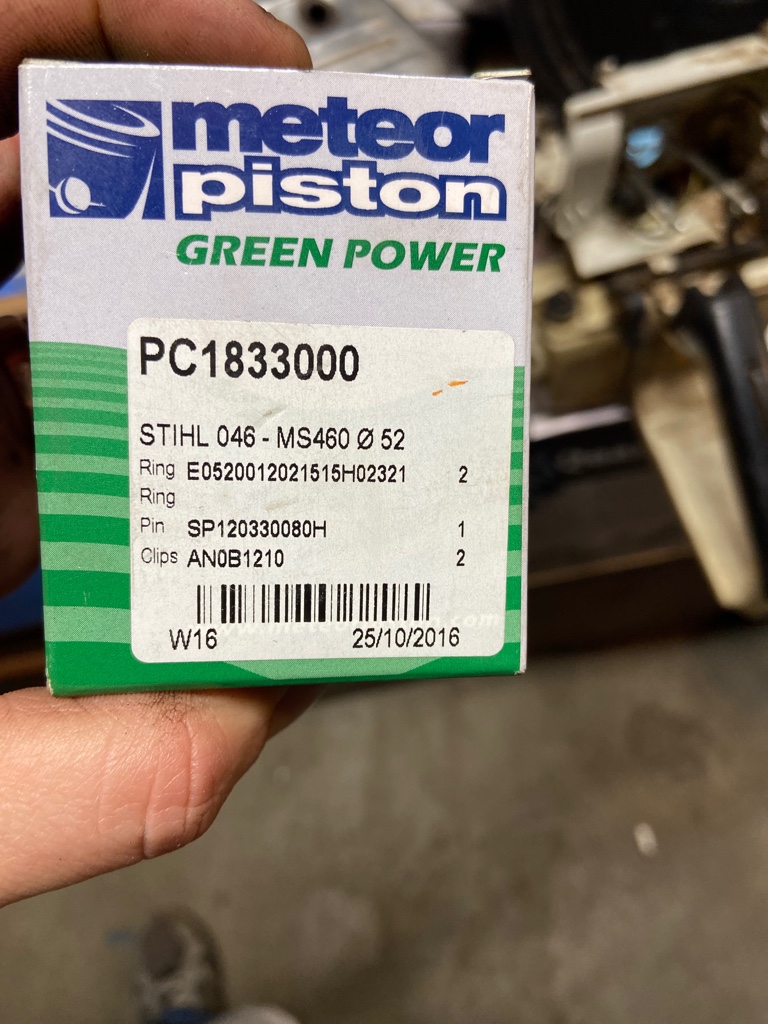 meteor
piston
GREEN POWER
PC1833000
STIHL 046 - MS460 Ø 52
Ring E0520012021515H02321 2
Ring
Pin SP120330080H 1
Clips AN0B1210 2
W16 25/10/2016